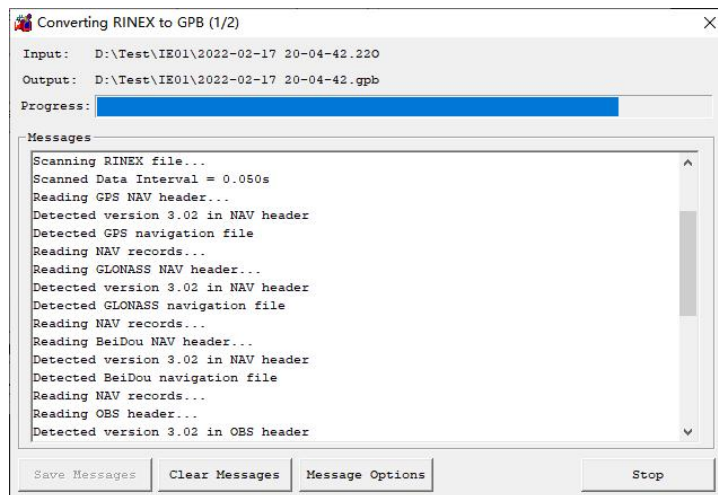 Converting RINEX to GPB (1/2)
Input: D:\Test\IE01\2022-02-17 20-04-42.22O
Output: D:\Test\IE01\2022-02-17 20-04-42.gpb
Progress:
Messages
Scanning RINEX file...
Scanned Data Interval = 0.050s
Reading GPS NAV header...
Detected version 3.02 in NAV header
Detected GPS navigation file
Reading NAV records...
Reading GLONASS NAV header...
Detected version 3.02 in NAV header
Detected GLONASS navigation file
Reading NAV records...
Reading BeiDou NAV header...
Detected version 3.02 in NAV header
Detected BeiDou navigation file
Reading NAV records...
Reading OBS header...
Detected version 3.02 in OBS header
Save Messages Clear Messages Message Options Stop